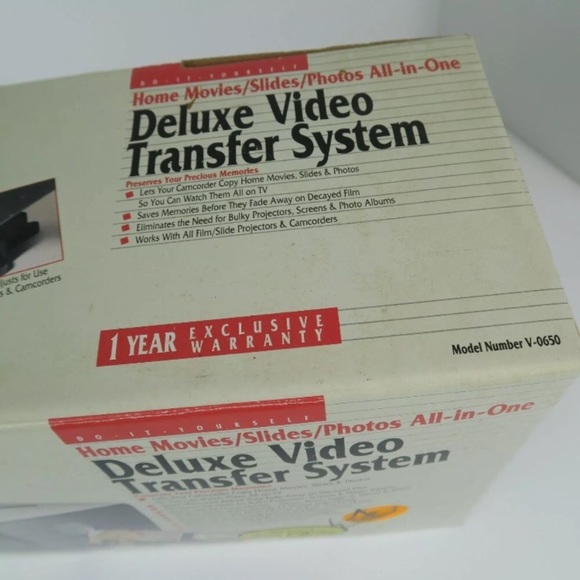 DO-IT-YOURSELF
Home Movies/Slides/Photos All-in-One
Deluxe Video
Transfer System
Preserves Your Precious Memories
Lets Your Camcorder Copy Home Movies, Slides & Photos
So You Can Watch Them All on TV
Saves Memories Before They Fade Away on Decayed Film
Eliminates the Need for Bulky Projectors, Screens & Photo Albums
Works With All Film/Slide Projectors & Camcorders
justs for Use
s & Camcorders
1 YEAR EXCLUSIVE WARRANTY
Model Number V-0650
DO-IT-YOURSELF
Home Movies/Slides/Photos All-in-One
Deluxe Video
Transfer System